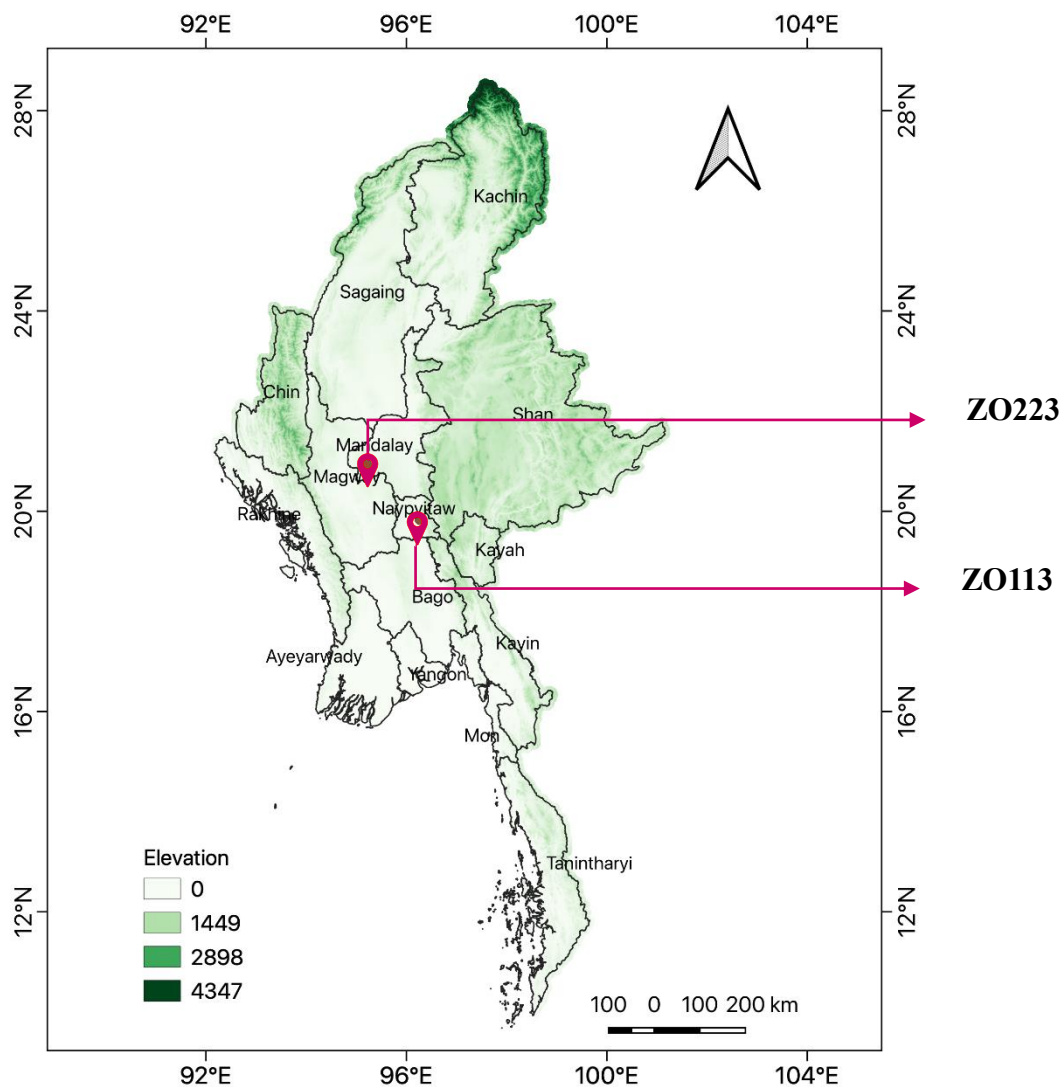 92°E 96°E 100°E 104°E
28°N 28°N
Kachin
Sagaing
24°N 24°N
Chin
Shan
ZO223
Mandalay
Magway
20°N 20°N
Naypyitaw
Rakhine
Kayah
ZO113
Bago
Kayin
Ayeyarwady
Yangon
16°N 16°N
Mon
Elevation
0
Tanintharyi
1449
12°N 12°N
2898
4347
100 0 100 200 km
92°E 96°E 100°E 104°E